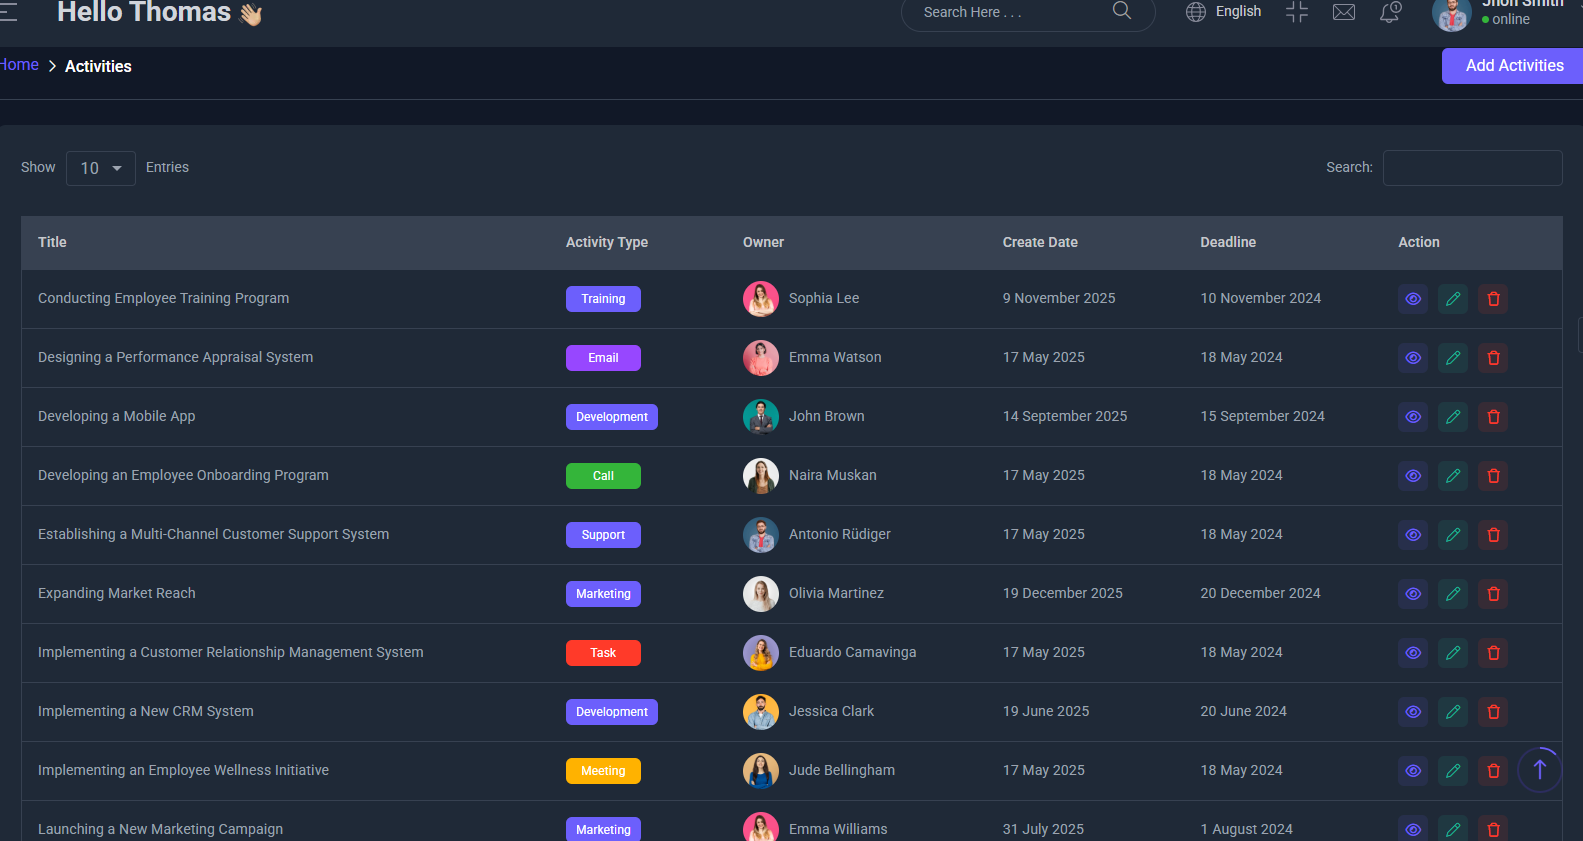 Hello Thomas 👋🏼
Search Here . . .
English
1
Jhon Smith
online
Home > Activities
Add Activities
Show 10 Entries
Search:
Title Activity Type Owner Create Date Deadline Action
Conducting Employee Training Program Training Sophia Lee 9 November 2025 10 November 2024
Designing a Performance Appraisal System Email Emma Watson 17 May 2025 18 May 2024
Developing a Mobile App Development John Brown 14 September 2025 15 September 2024
Developing an Employee Onboarding Program Call Naira Muskan 17 May 2025 18 May 2024
Establishing a Multi-Channel Customer Support System Support Antonio Rüdiger 17 May 2025 18 May 2024
Expanding Market Reach Marketing Olivia Martinez 19 December 2025 20 December 2024
Implementing a Customer Relationship Management System Task Eduardo Camavinga 17 May 2025 18 May 2024
Implementing a New CRM System Development Jessica Clark 19 June 2025 20 June 2024
Implementing an Employee Wellness Initiative Meeting Jude Bellingham 17 May 2025 18 May 2024
Launching a New Marketing Campaign Marketing Emma Williams 31 July 2025 1 August 2024